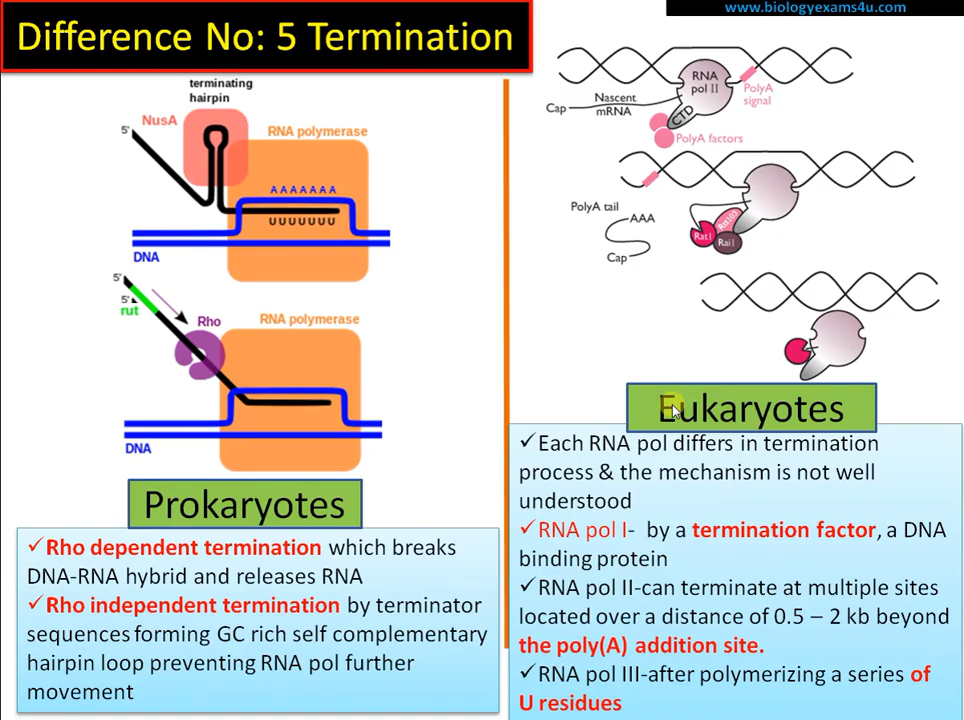 www.biologyexams4u.com
Difference No: 5 Termination
terminating
hairpin
NusA
5'
RNA polymerase
A A A A A A A
U U U U U U U
DNA
5'
5'
rut
Rho
RNA polymerase
DNA
Prokaryotes
✓Rho dependent termination which breaks
DNA-RNA hybrid and releases RNA
✓Rho independent termination by terminator
sequences forming GC rich self complementary
hairpin loop preventing RNA pol further
movement
RNA
pol II
PolyA
signal
Nascent
mRNA
Cap
CTD
PolyA factors
PolyA tail
AAA
Cap
Rat1
Rtt103
Rai1
Eukaryotes
✓Each RNA pol differs in termination
process & the mechanism is not well
understood
✓RNA pol I- by a termination factor, a DNA
binding protein
✓RNA pol II-can terminate at multiple sites
located over a distance of 0.5 – 2 kb beyond
the poly(A) addition site.
✓RNA pol III-after polymerizing a series of
U residues